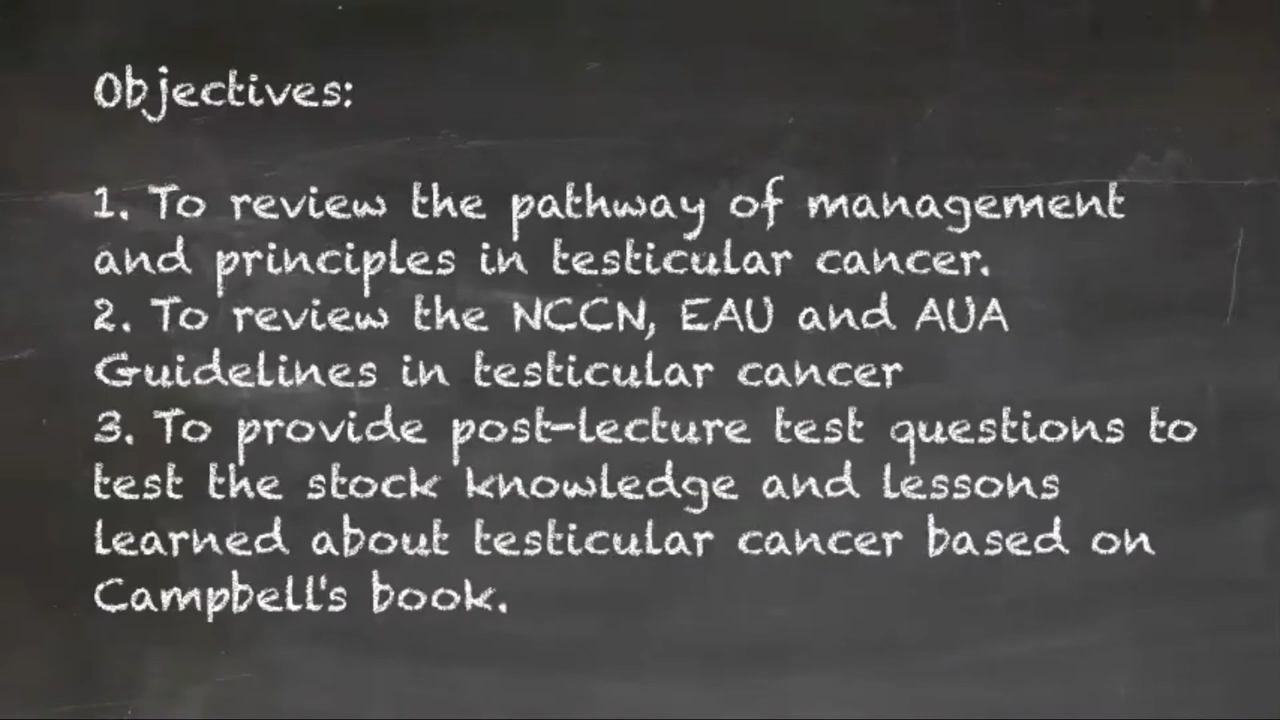 Objectives:
1. To review the pathway of management
and principles in testicular cancer.
2. To review the NCCN, EAU and AUA
Guidelines in testicular cancer
3. To provide post-lecture test questions to
test the stock knowledge and lessons
learned about testicular cancer based on
Campbell's book.